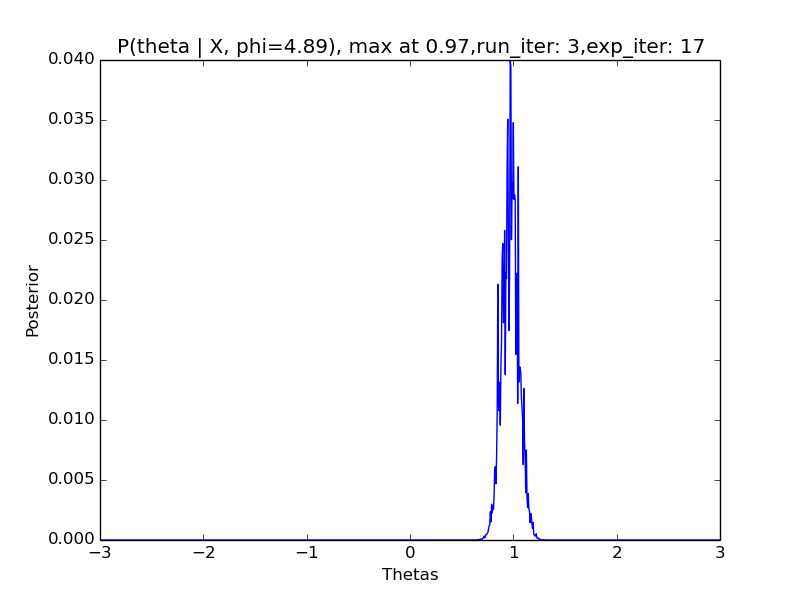 P(theta | X, phi=4.89), max at 0.97,run_iter: 3,exp_iter: 17
0.040
0.035
0.030
0.025
0.020
0.015
0.010
0.005
0.000
Posterior
−3 −2 −1 0 1 2 3
Thetas